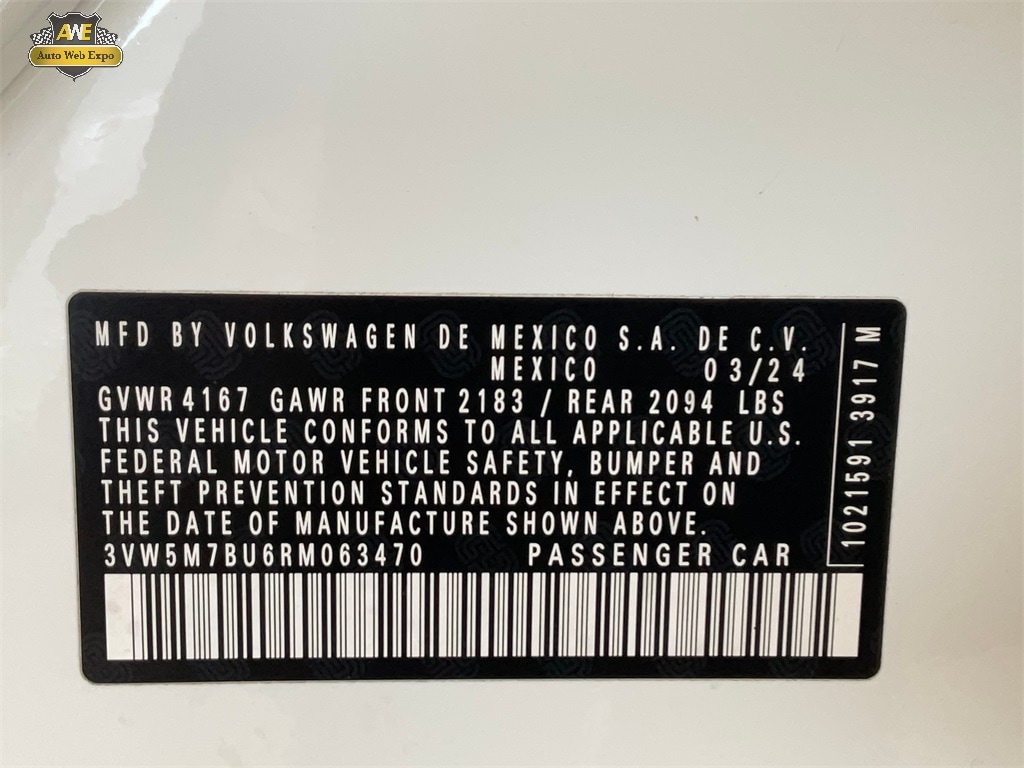 AWE
Auto Web Expo
MFD BY VOLKSWAGEN DE MEXICO S.A. DE C.V.
MEXICO 03/24
GVWR 4167 GAWR FRONT 2183 / REAR 2094 LBS
THIS VEHICLE CONFORMS TO ALL APPLICABLE U.S.
FEDERAL MOTOR VEHICLE SAFETY, BUMPER AND
THEFT PREVENTION STANDARDS IN EFFECT ON
THE DATE OF MANUFACTURE SHOWN ABOVE.
3VW5M7BU6RM063470 PASSENGER CAR
1021591 3917 M